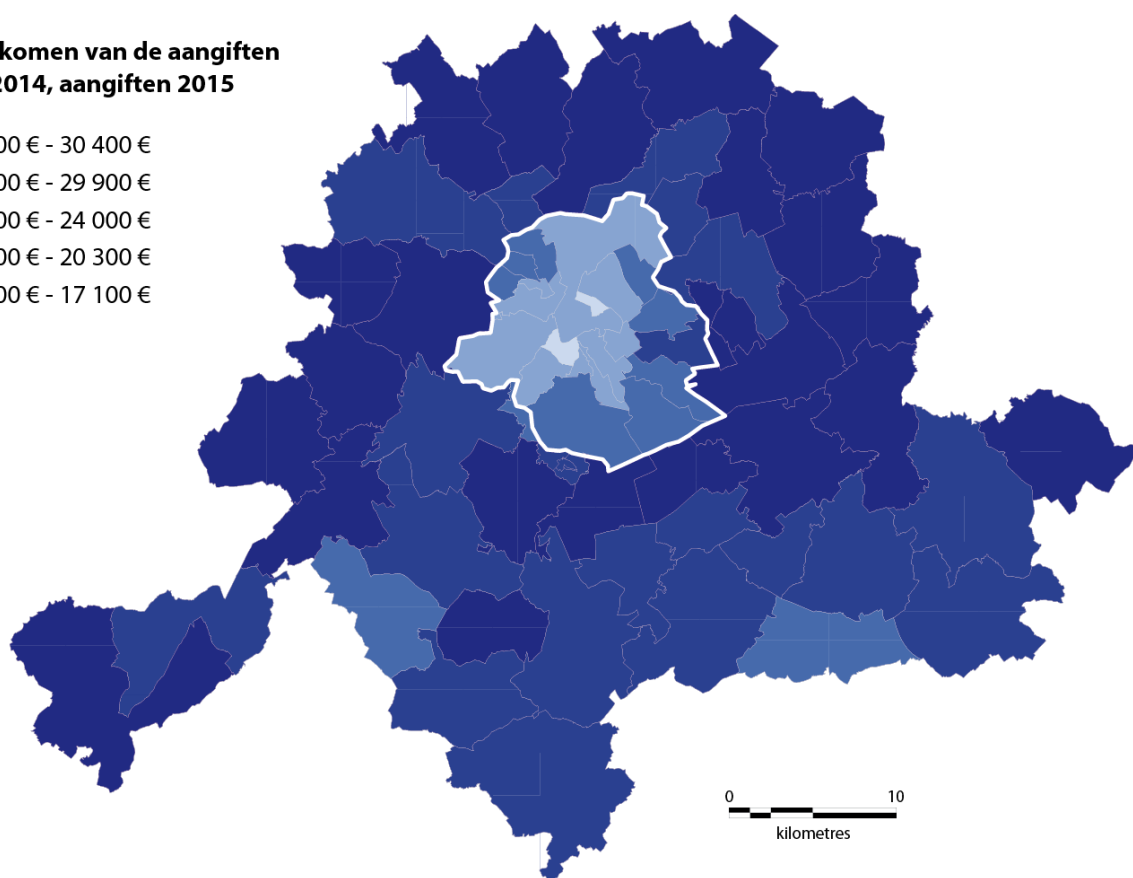 komen van de aangiften
2014, aangiften 2015
00 € - 30 400 €
00 € - 29 900 €
00 € - 24 000 €
00 € - 20 300 €
00 € - 17 100 €
0 10
kilometres